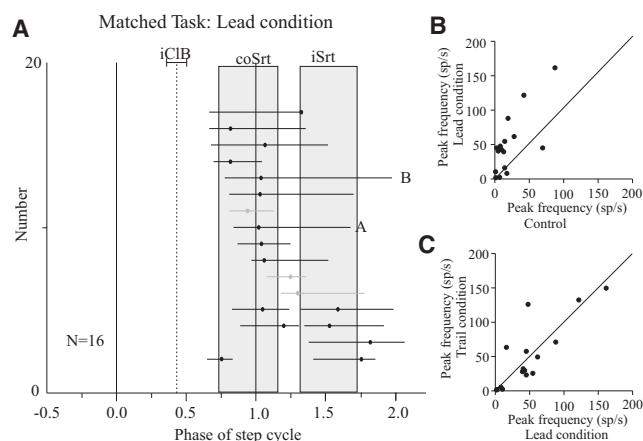 Matched Task: Lead condition
A
iClB
coSrt
iSrt
20
10
0
Number
B
A
N=16
-0.5
0.0
0.5
1.0
1.5
2.0
Phase of step cycle
B
Peak frequency (sp/s)
Lead condition
200
150
100
50
0
0
50
100
150
200
Peak frequency (sp/s)
Control
C
Peak frequency (sp/s)
Trail condition
200
150
100
50
0
0
50
100
150
200
Peak frequency (sp/s)
Lead condition